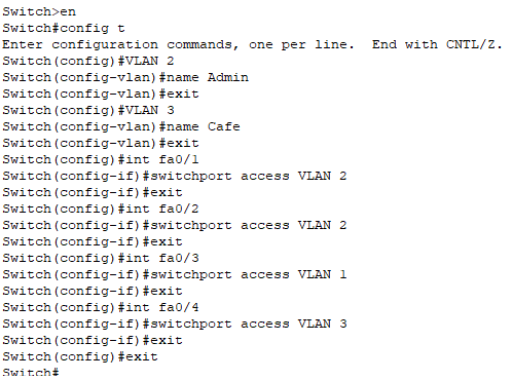 Switch>en
Switch#config t
Enter configuration commands, one per line.  End with CNTL/Z.
Switch(config)#VLAN 2
Switch(config-vlan)#name Admin
Switch(config-vlan)#exit
Switch(config)#VLAN 3
Switch(config-vlan)#name Cafe
Switch(config-vlan)#exit
Switch(config)#int fa0/1
Switch(config-if)#switchport access VLAN 2
Switch(config-if)#exit
Switch(config)#int fa0/2
Switch(config-if)#switchport access VLAN 2
Switch(config-if)#exit
Switch(config)#int fa0/3
Switch(config-if)#switchport access VLAN 1
Switch(config-if)#exit
Switch(config)#int fa0/4
Switch(config-if)#switchport access VLAN 3
Switch(config-if)#exit
Switch(config)#exit
Switch#